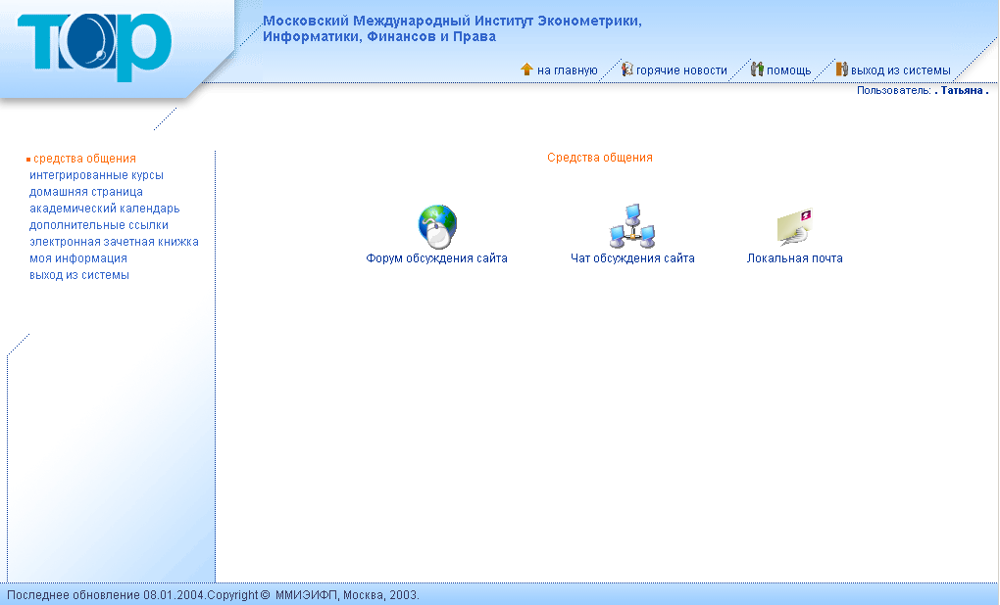 тор
Московский Международный Институт Эконометрики,
Информатики, Финансов и Права
на главную горячие новости помощь выход из системы
Пользователь: . Татьяна .
средства общения
интегрированные курсы
домашняя страница
академический календарь
дополнительные ссылки
электронная зачетная книжка
моя информация
выход из системы
Средства общения
Форум обсуждения сайта Чат обсуждения сайта Локальная почта
Последнее обновление 08.01.2004.Copyright © ММИЭИФП, Москва, 2003.